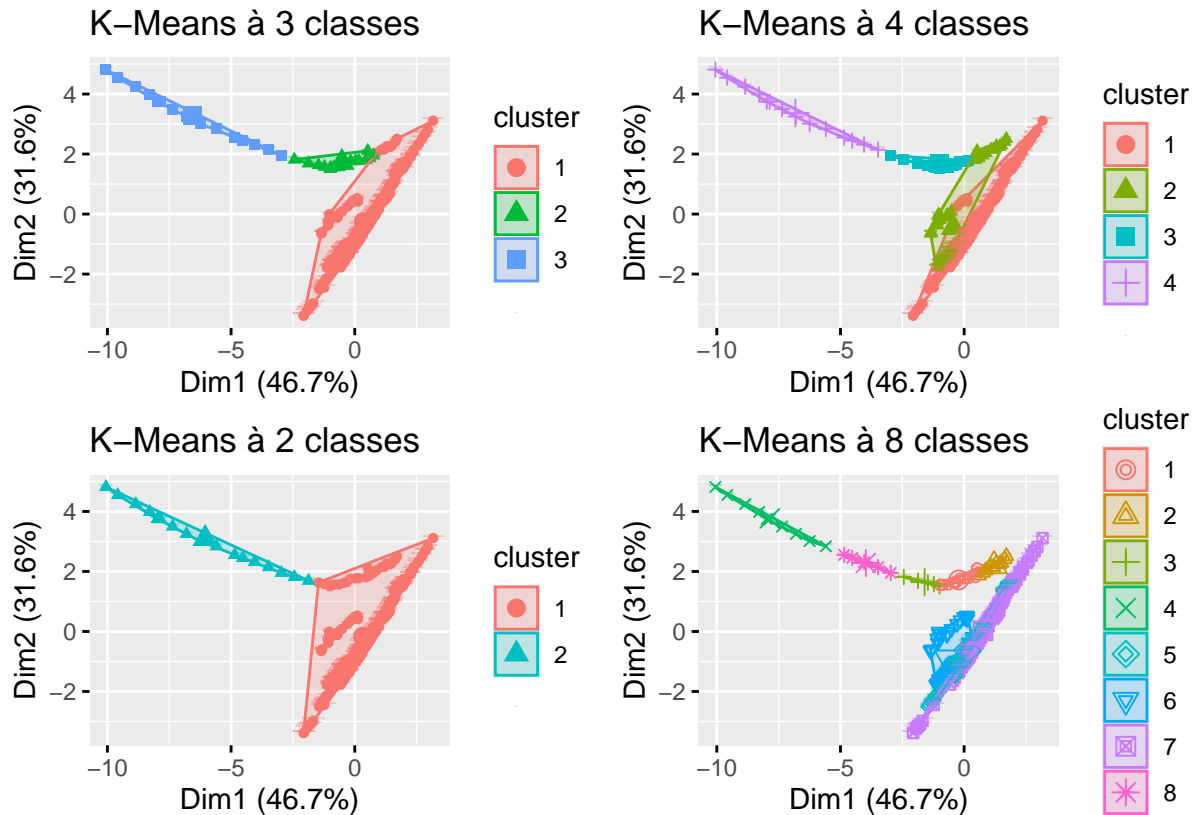 K−Means à 3 classes
4
2
0
−2
−10
−5
0
Dim1 (46.7%)
Dim2 (31.6%)
cluster
1
2
3
K−Means à 4 classes
4
2
0
−2
−10
−5
0
Dim1 (46.7%)
Dim2 (31.6%)
cluster
1
2
3
4
K−Means à 2 classes
4
2
0
−2
−10
−5
0
Dim1 (46.7%)
Dim2 (31.6%)
cluster
1
2
K−Means à 8 classes
4
2
0
−2
−10
−5
0
Dim1 (46.7%)
Dim2 (31.6%)
cluster
1
2
3
4
5
6
7
8